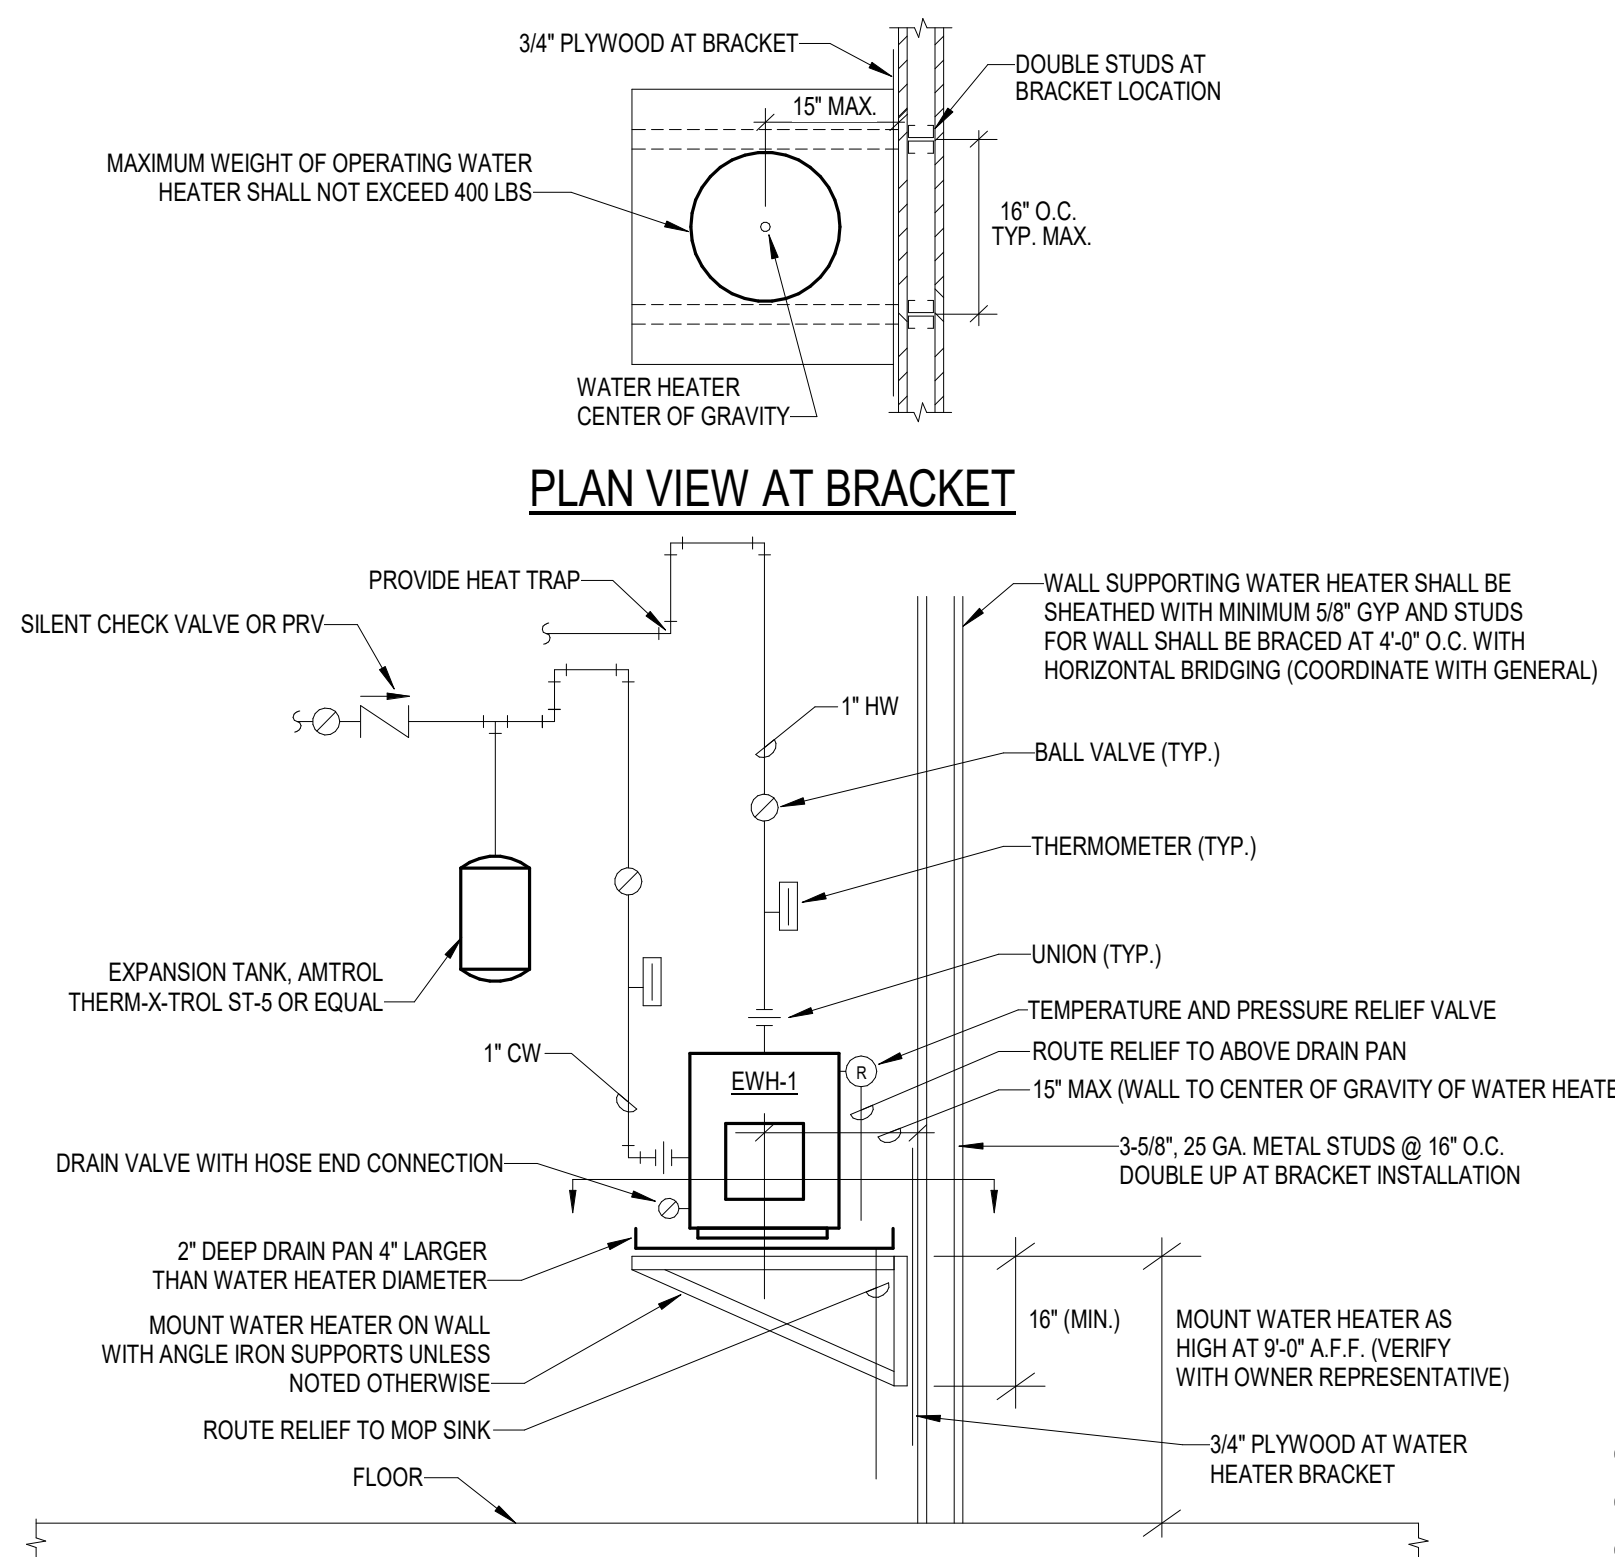 3/4" PLYWOOD AT BRACKET
DOUBLE STUDS AT
BRACKET LOCATION
15" MAX.
MAXIMUM WEIGHT OF OPERATING WATER
HEATER SHALL NOT EXCEED 400 LBS
16" O.C.
TYP. MAX.
WATER HEATER
CENTER OF GRAVITY
PLAN VIEW AT BRACKET
PROVIDE HEAT TRAP
SILENT CHECK VALVE OR PRV
WALL SUPPORTING WATER HEATER SHALL BE
SHEATHED WITH MINIMUM 5/8" GYP AND STUDS
FOR WALL SHALL BE BRACED AT 4'-0" O.C. WITH
HORIZONTAL BRIDGING (COORDINATE WITH GENERAL)
1" HW
BALL VALVE (TYP.)
THERMOMETER (TYP.)
UNION (TYP.)
EXPANSION TANK, AMTROL
THERM-X-TROL ST-5 OR EQUAL
TEMPERATURE AND PRESSURE RELIEF VALVE
1" CW
ROUTE RELIEF TO ABOVE DRAIN PAN
R
EWH-1
15" MAX (WALL TO CENTER OF GRAVITY OF WATER HEATE
3-5/8", 25 GA. METAL STUDS @ 16" O.C.
DOUBLE UP AT BRACKET INSTALLATION
DRAIN VALVE WITH HOSE END CONNECTION
2" DEEP DRAIN PAN 4" LARGER
THAN WATER HEATER DIAMETER
MOUNT WATER HEATER ON WALL
WITH ANGLE IRON SUPPORTS UNLESS
NOTED OTHERWISE
16" (MIN.)
MOUNT WATER HEATER AS
HIGH AT 9'-0" A.F.F. (VERIFY
WITH OWNER REPRESENTATIVE)
ROUTE RELIEF TO MOP SINK
3/4" PLYWOOD AT WATER
HEATER BRACKET
FLOOR